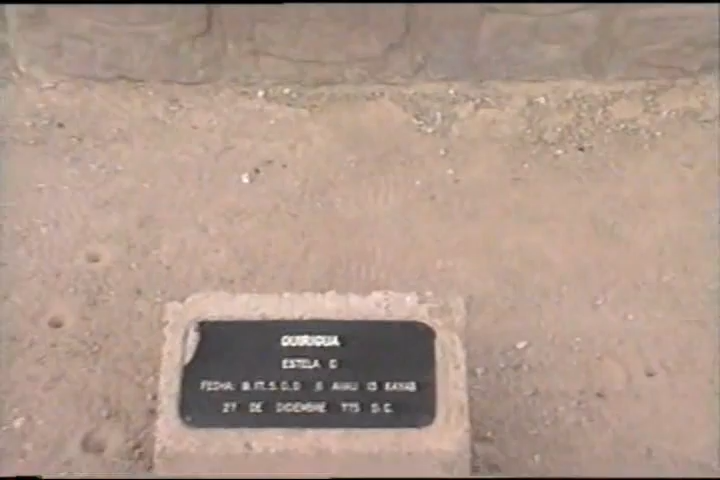 QUIRIGUA
ESTELA C
FECHA: 9.17.5.0.0 6 AHAU 13 KAYAB
27 DE DICIEMBRE 775 D.C.